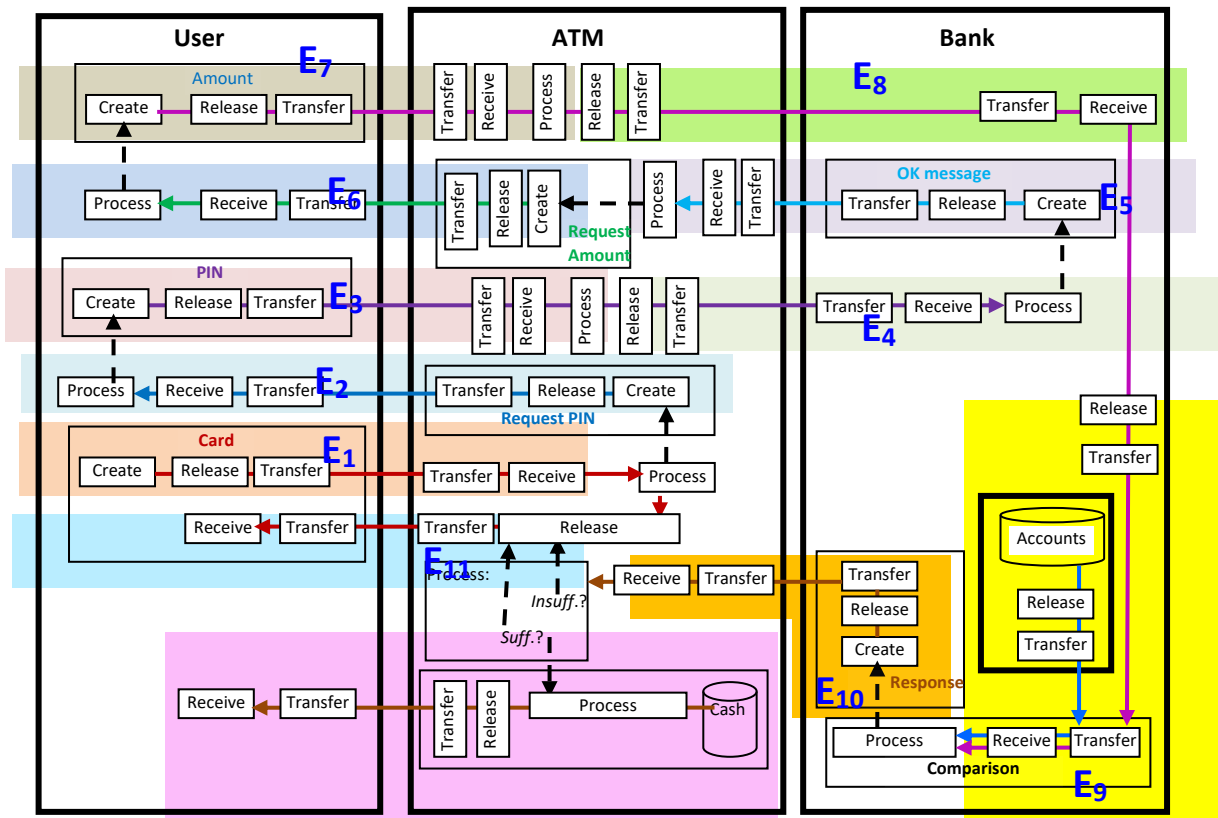 User
ATM
Bank
E7
E8
Amount
Create
Release
Transfer
Transfer
Receive
Process
Release
Transfer
Transfer
Receive
Process
Receive
Transfer
E6
Transfer
Release
Create
Request
Amount
Process
Receive
Transfer
OK message
Transfer
Release
Create
E5
PIN
Create
Release
Transfer
E3
Transfer
Receive
Process
Release
Transfer
Transfer
Receive
Process
E4
Process
Receive
Transfer
E2
Transfer
Release
Create
Request PIN
Release
Transfer
Card
E1
Create
Release
Transfer
Transfer
Receive
Process
Receive
Transfer
Transfer
Release
E11
Process:
Insuff.?
Suff.?
Receive
Transfer
Transfer
Release
Create
Response
E10
Accounts
Release
Transfer
Receive
Transfer
Transfer
Release
Process
Cash
Process
Receive
Transfer
Comparison
E9